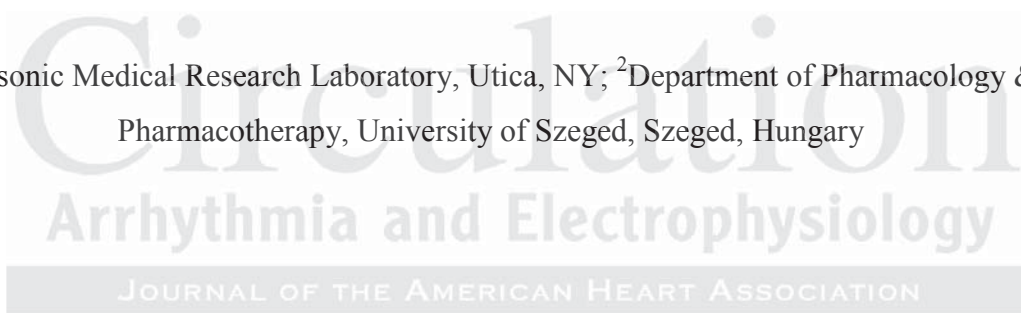 Circulation
sonic Medical Research Laboratory, Utica, NY; ²Department of Pharmacology &
Pharmacotherapy, University of Szeged, Szeged, Hungary
Arrhythmia and Electrophysiology
JOURNAL OF THE AMERICAN HEART ASSOCIATION